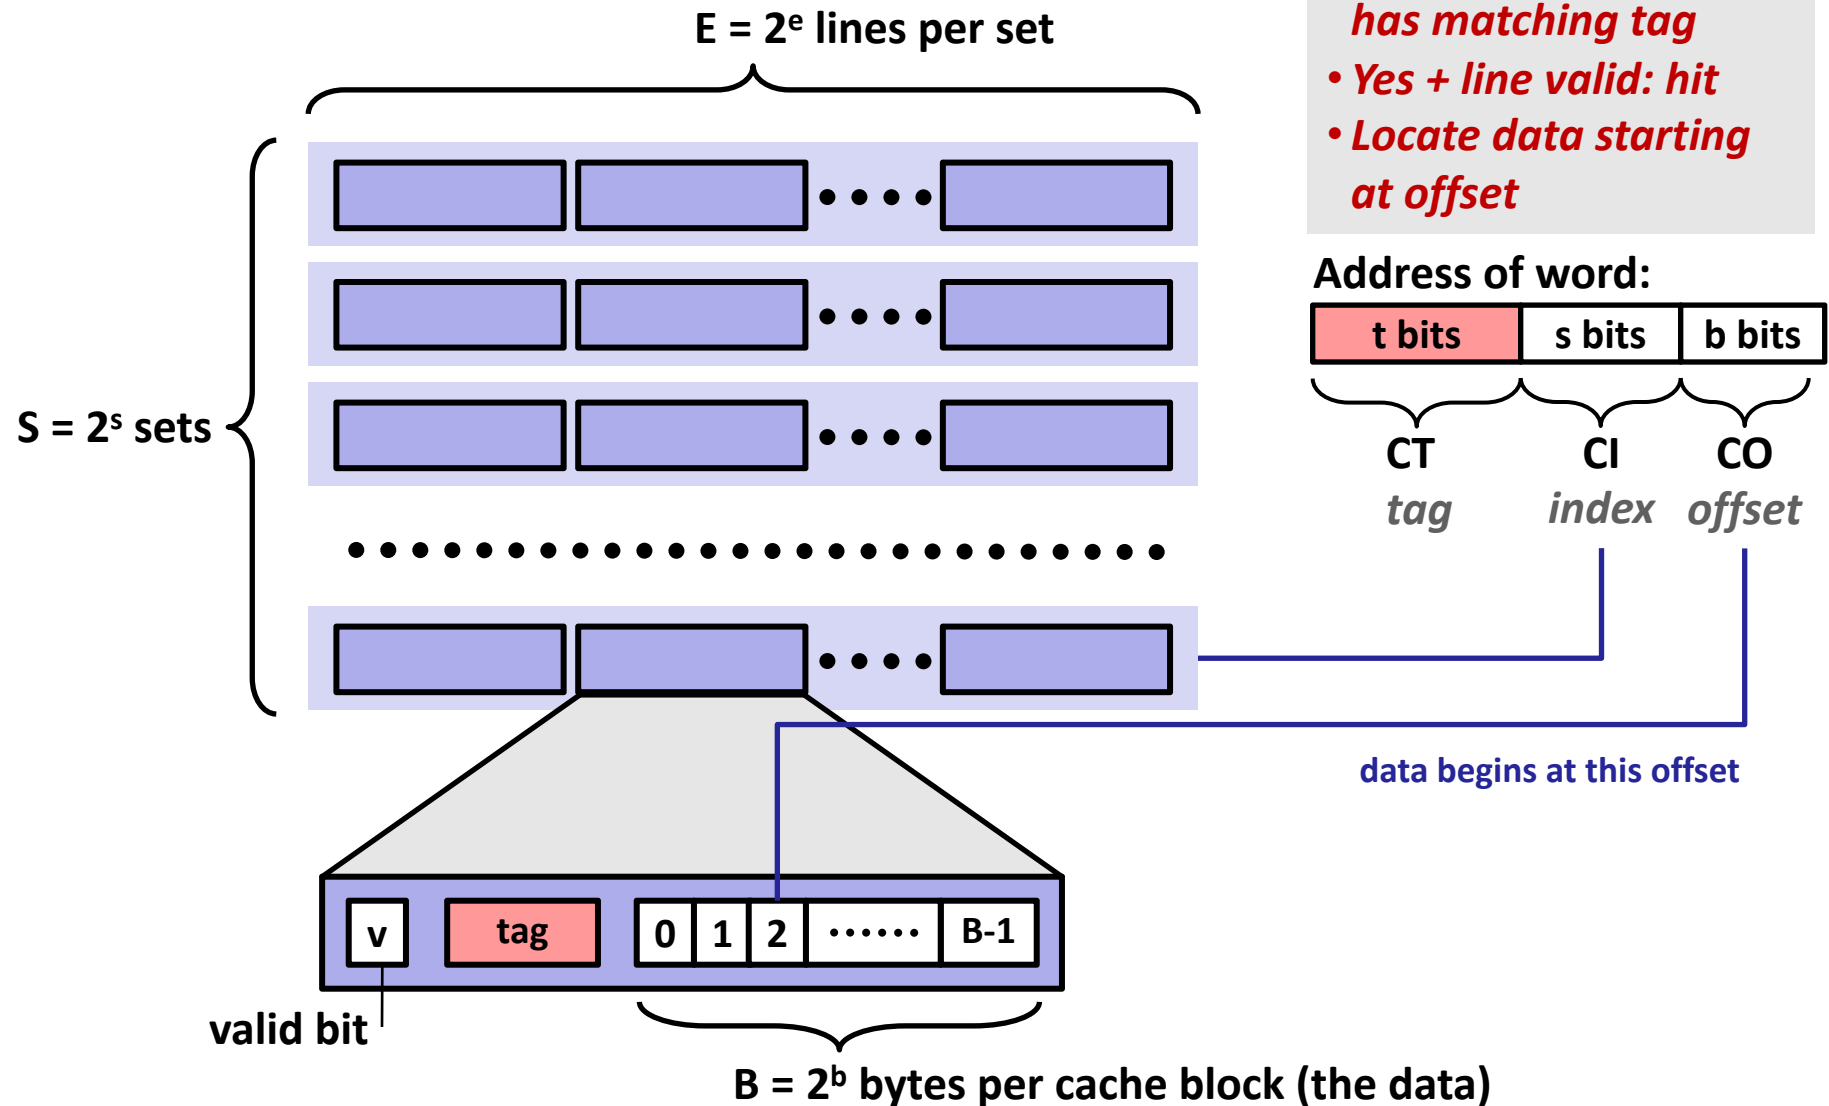 E = 2ᵉ lines per set
has matching tag
• Yes + line valid: hit
• Locate data starting
at offset
Address of word:
t bits s bits b bits
S = 2ˢ sets
CT CI CO
tag index offset
data begins at this offset
v tag 0 1 2 •••••• B-1
valid bit
B = 2ᵇ bytes per cache block (the data)